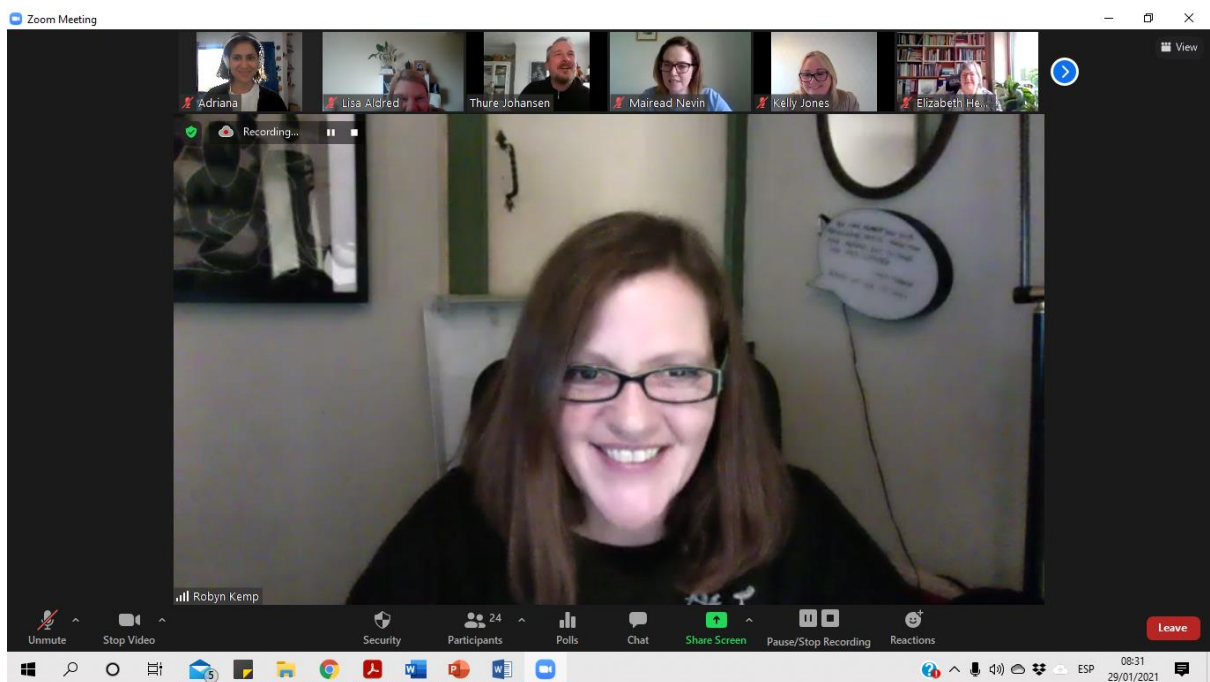 Zoom Meeting
View
Adriana
Lisa Aldred
Thure Johansen
Mairead Nevin
Kelly Jones
Elizabeth He...
Recording...
Robyn Kemp
24
Unmute
Stop Video
Security
Participants
Polls
Chat
Share Screen
Pause/Stop Recording
Reactions
Leave
5
ESP
08:31
29/01/2021